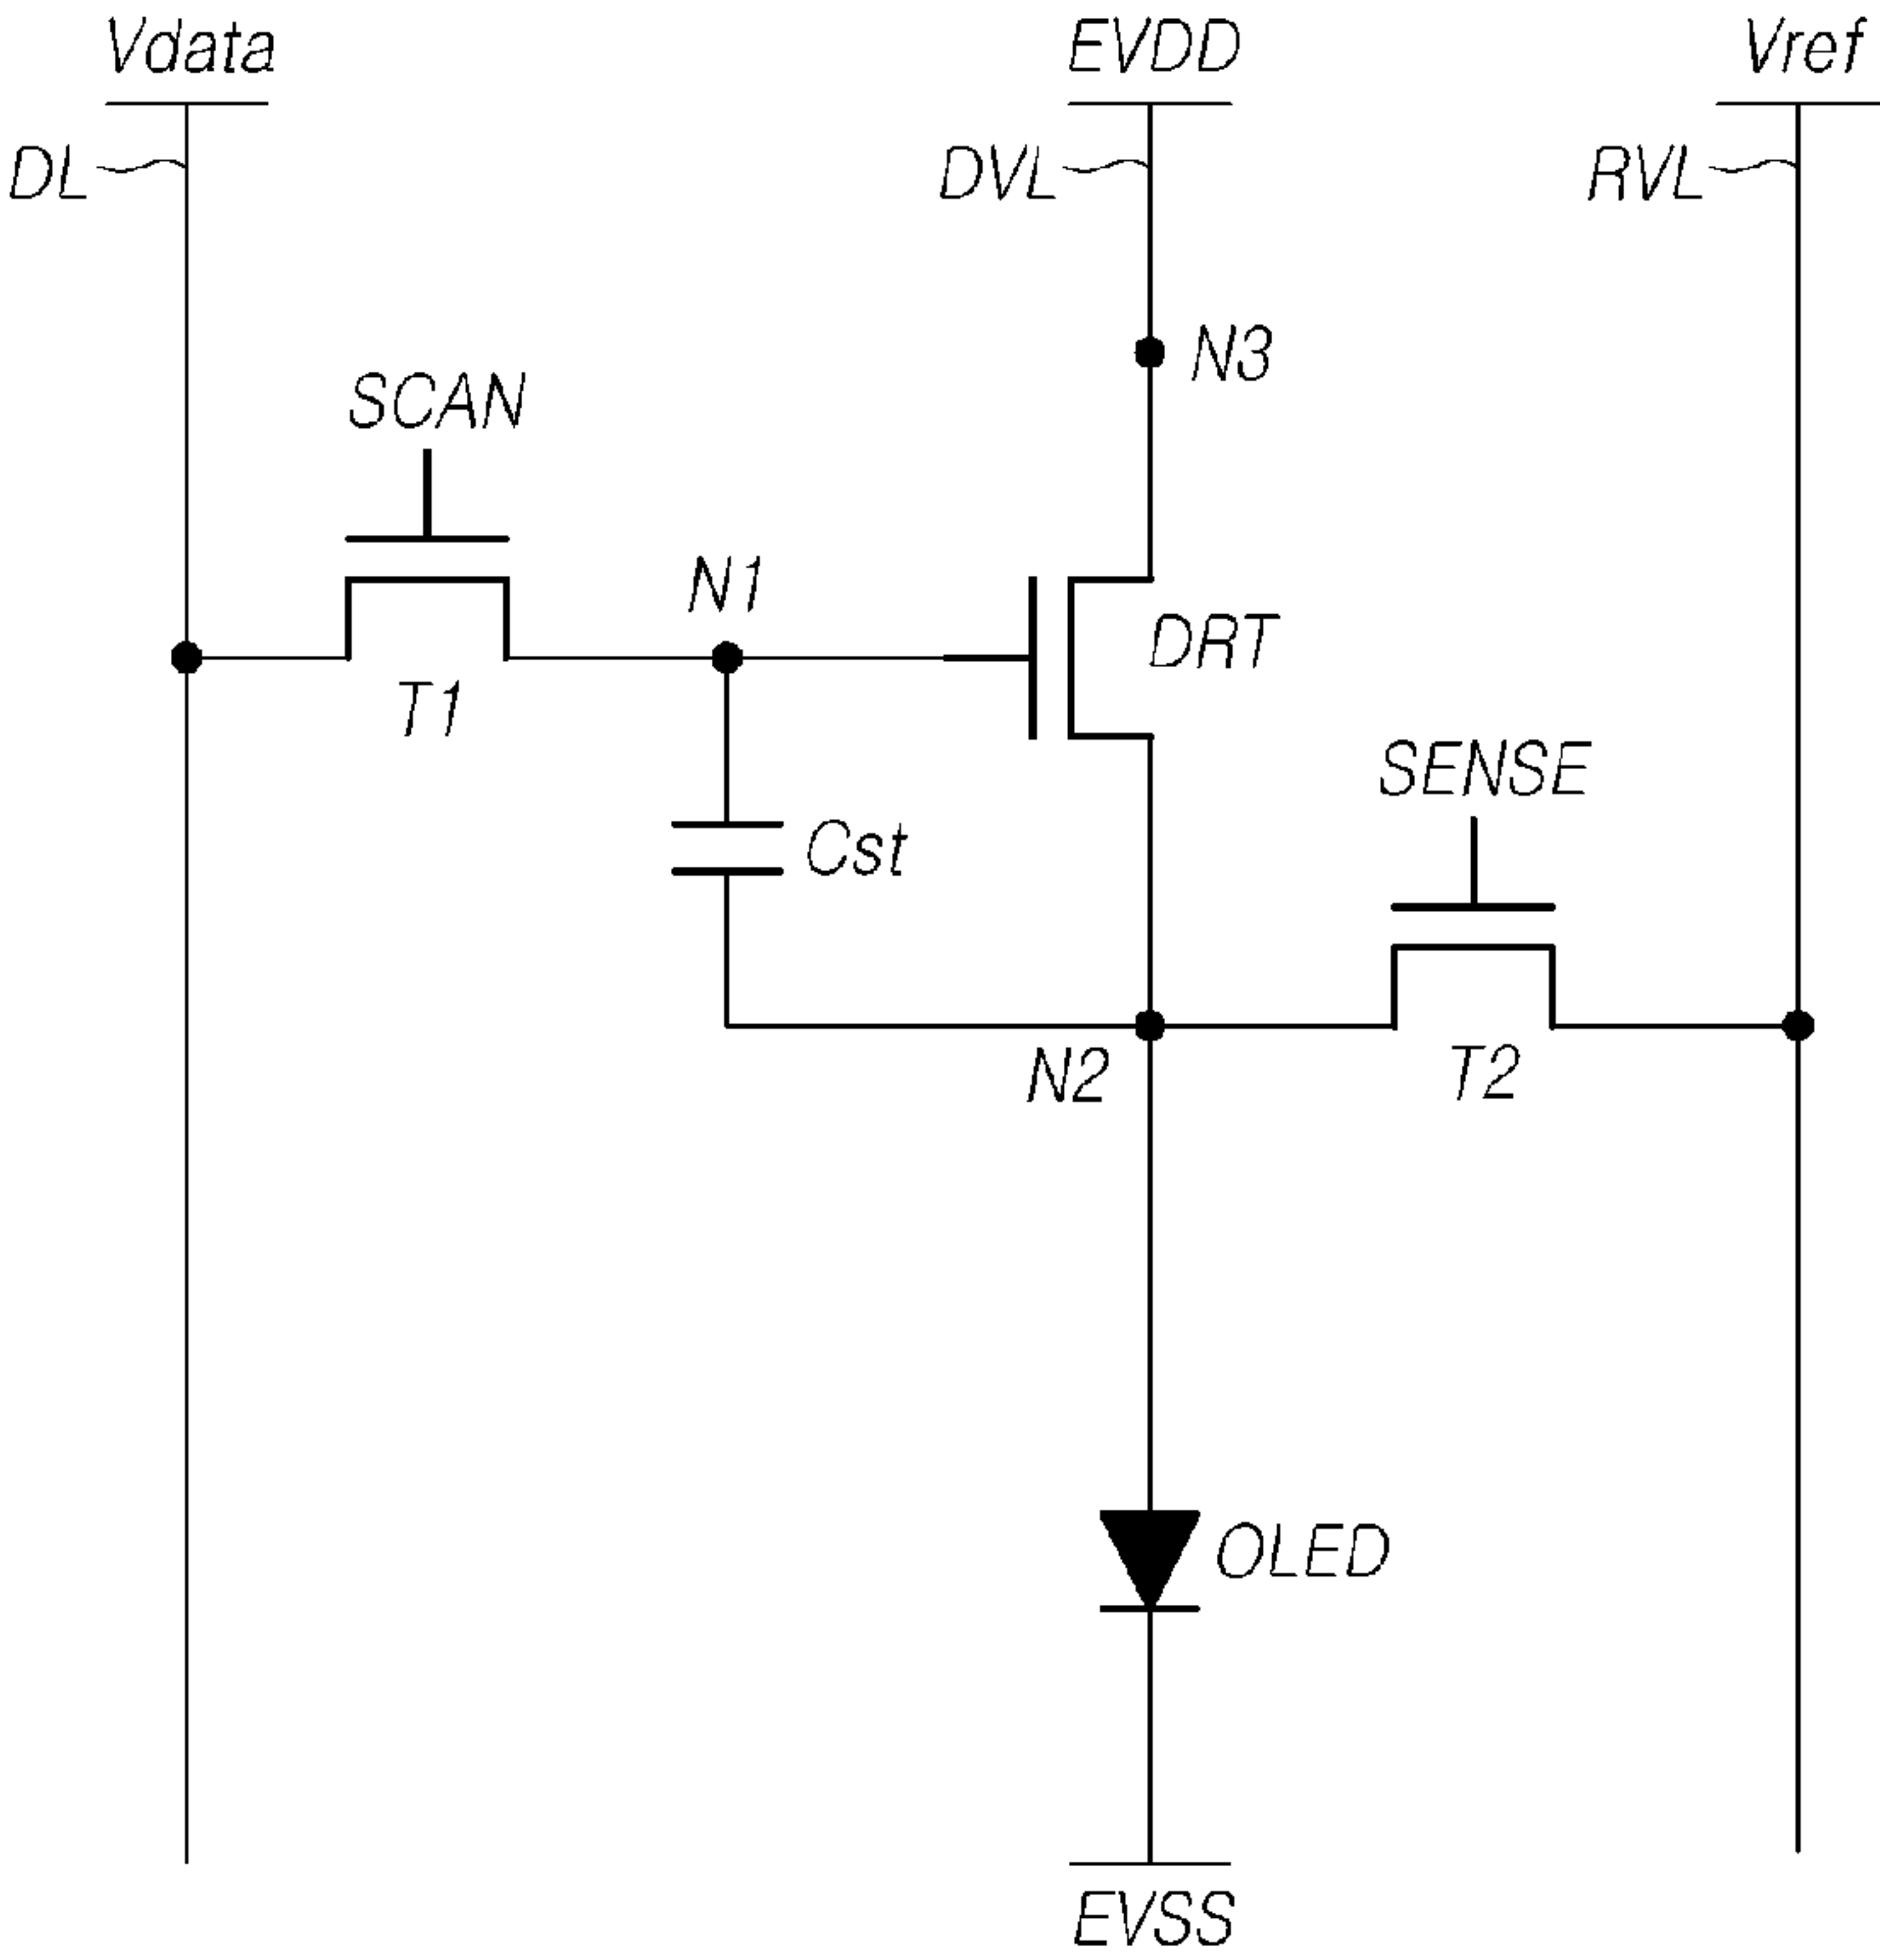 Vdata
EVDD
Vref
DL
DVL
RVL
N3
SCAN
N1
DRT
T1
SENSE
Cst
N2
T2
OLED
EVSS